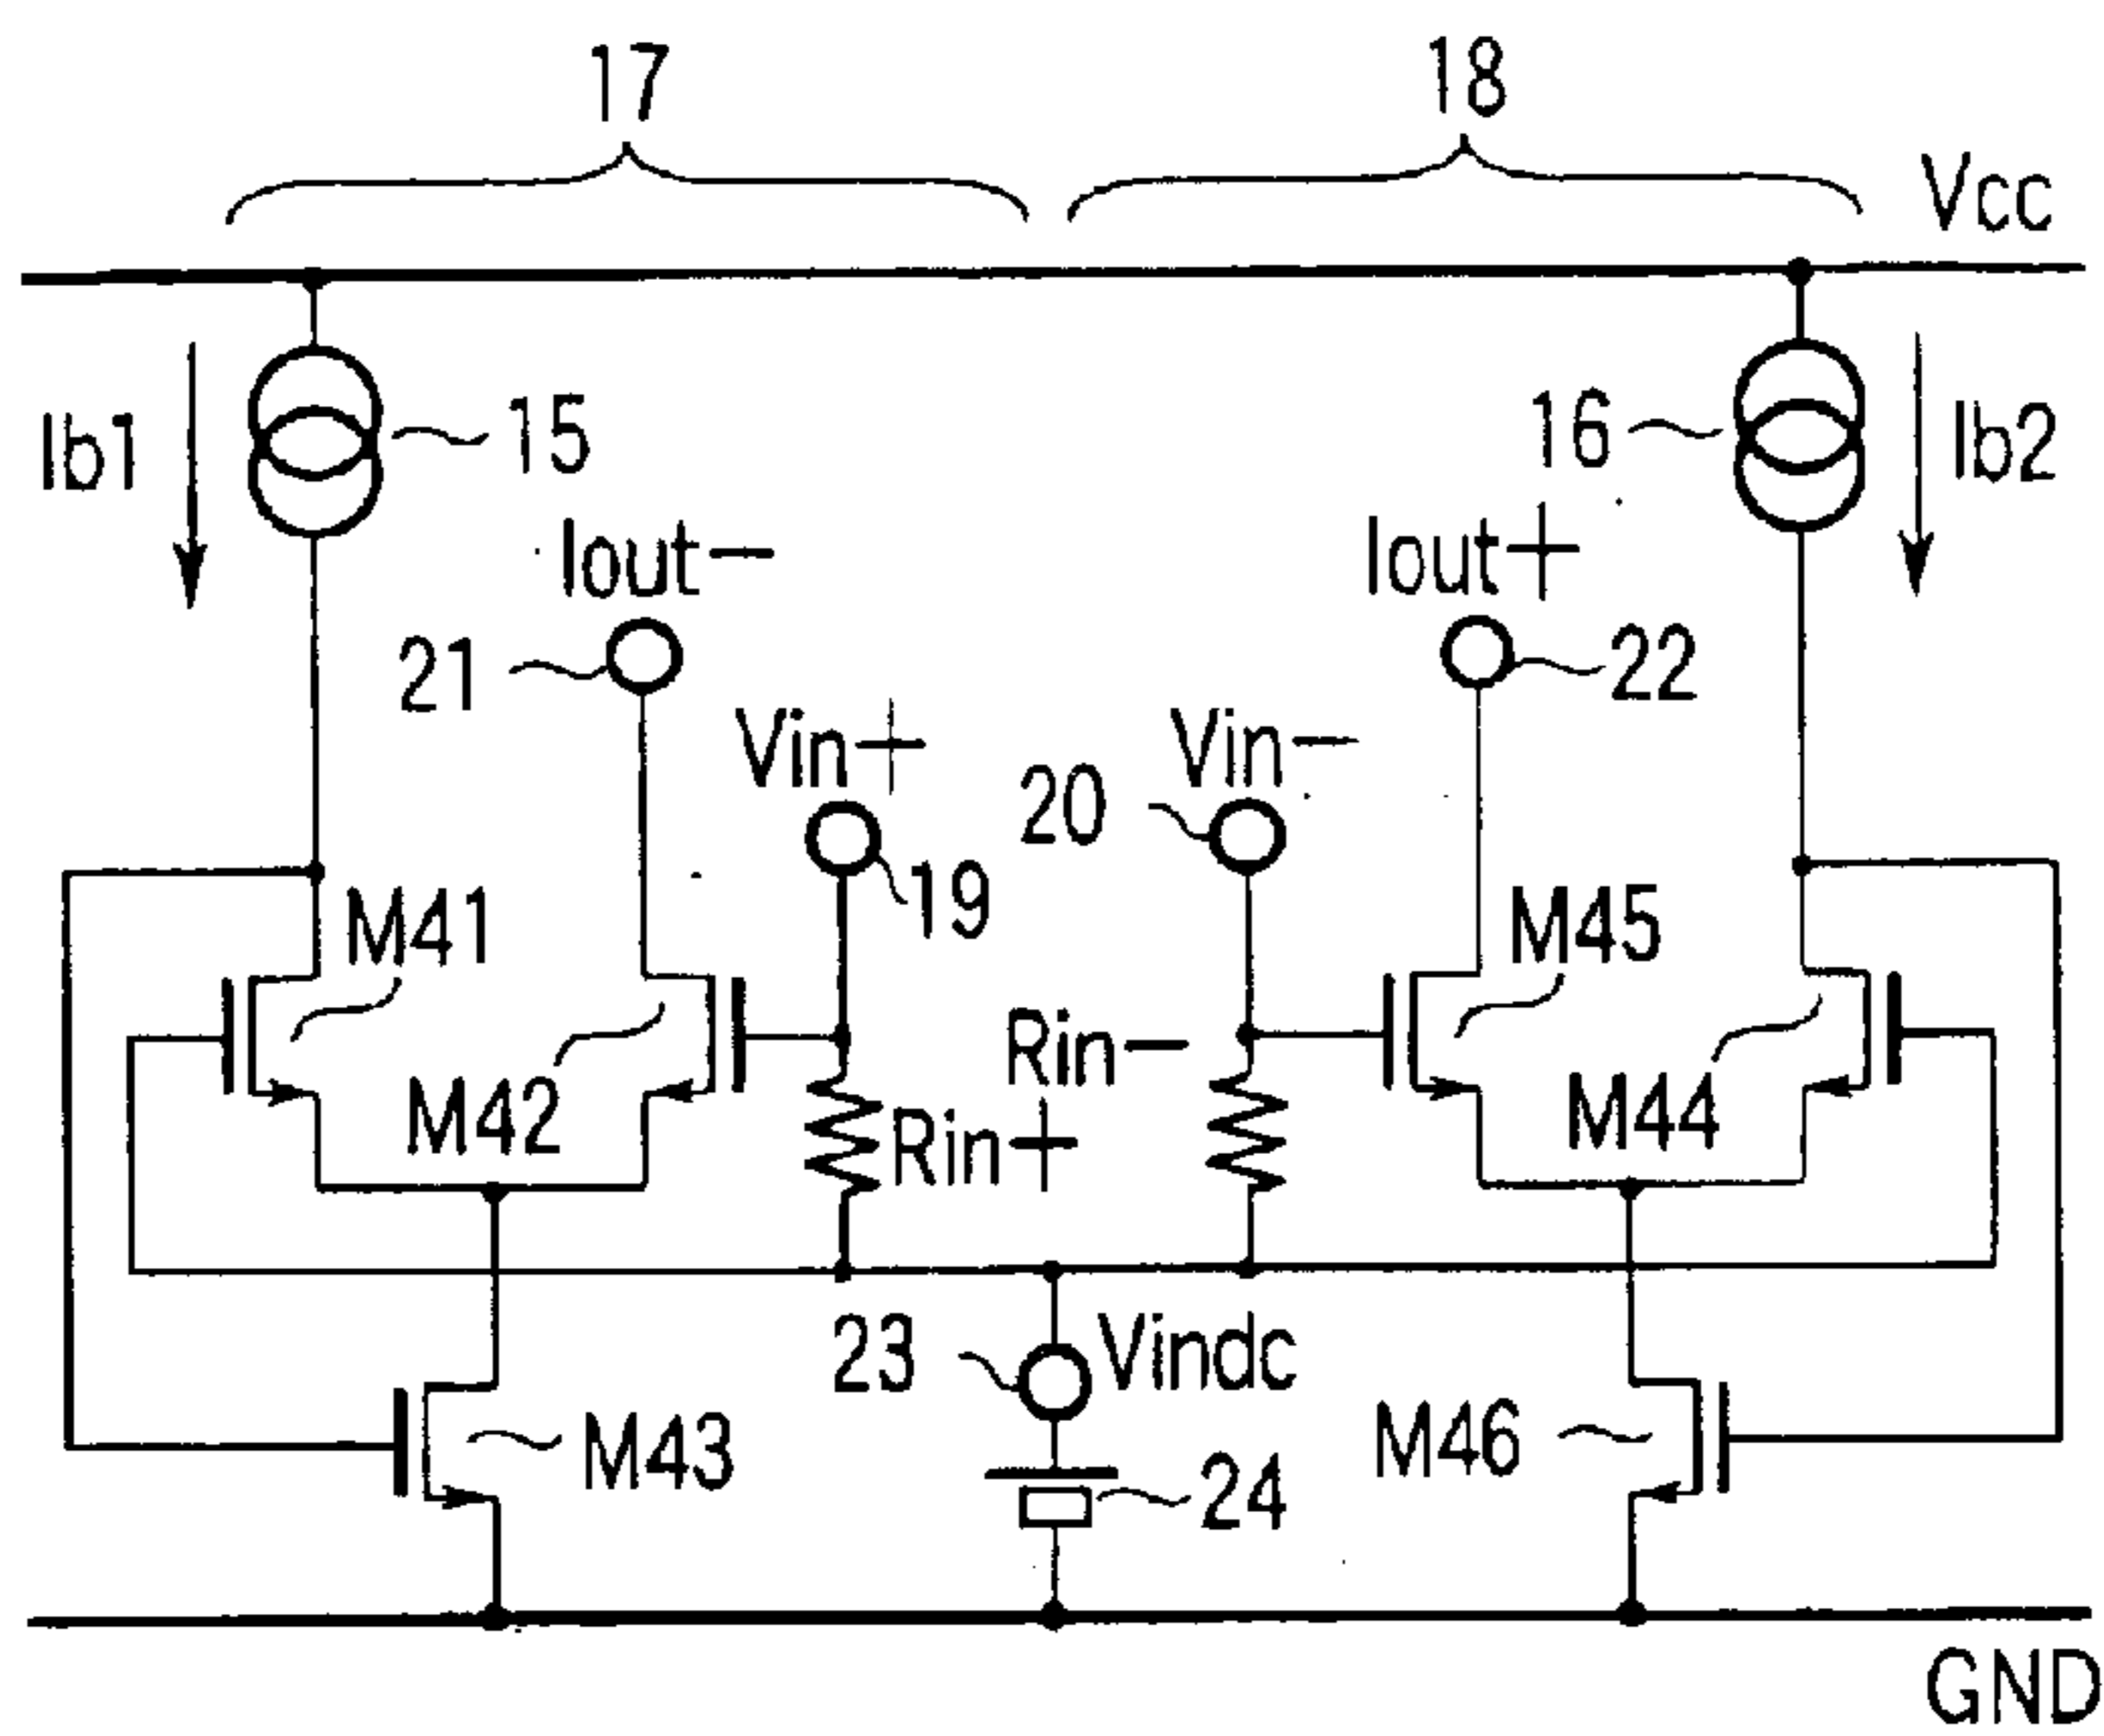 17
18
Vcc
Ib1
15
16
Ib2
Iout−
Iout+
21
22
Vin+
Vin−
20
19
M41
M45
Rin−
M42
M44
Rin+
23
Vindc
M43
M46
24
GND